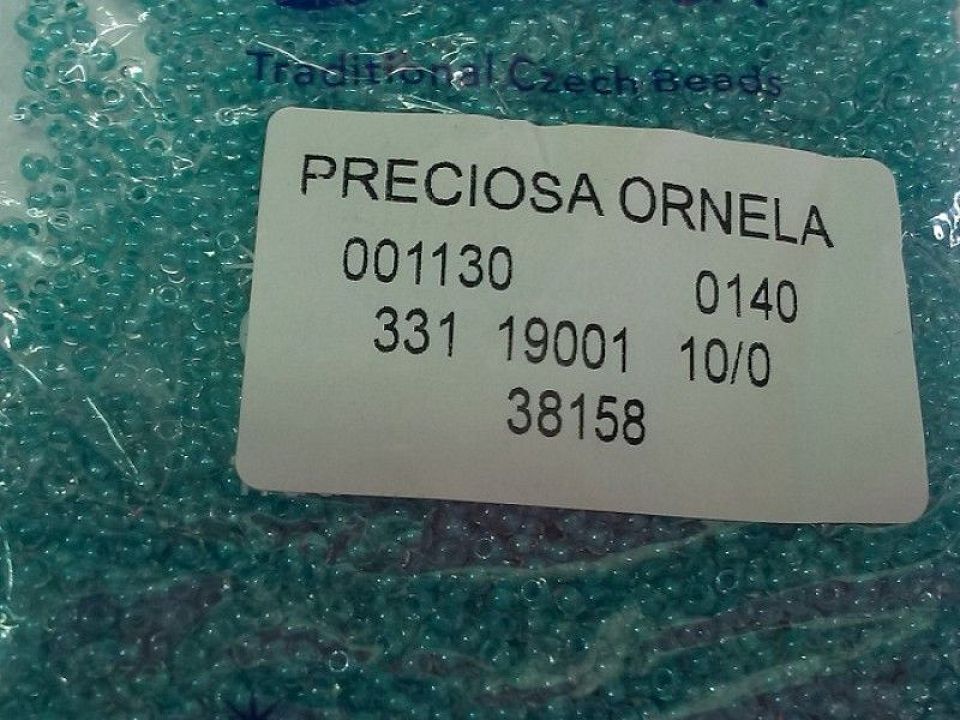 Traditional Czech Beads
PRECIOSA ORNELA
001130 0140
331 19001 10/0
38158